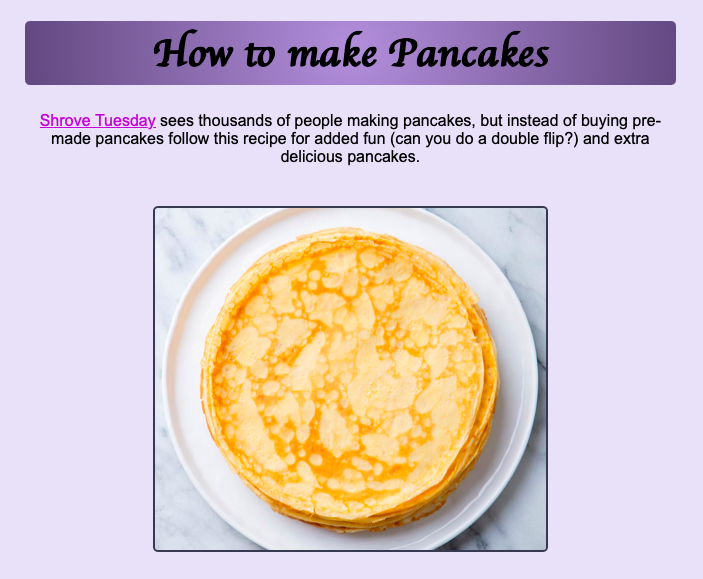 How to make Pancakes
Shrove Tuesday sees thousands of people making pancakes, but instead of buying pre-
made pancakes follow this recipe for added fun (can you do a double flip?) and extra
delicious pancakes.